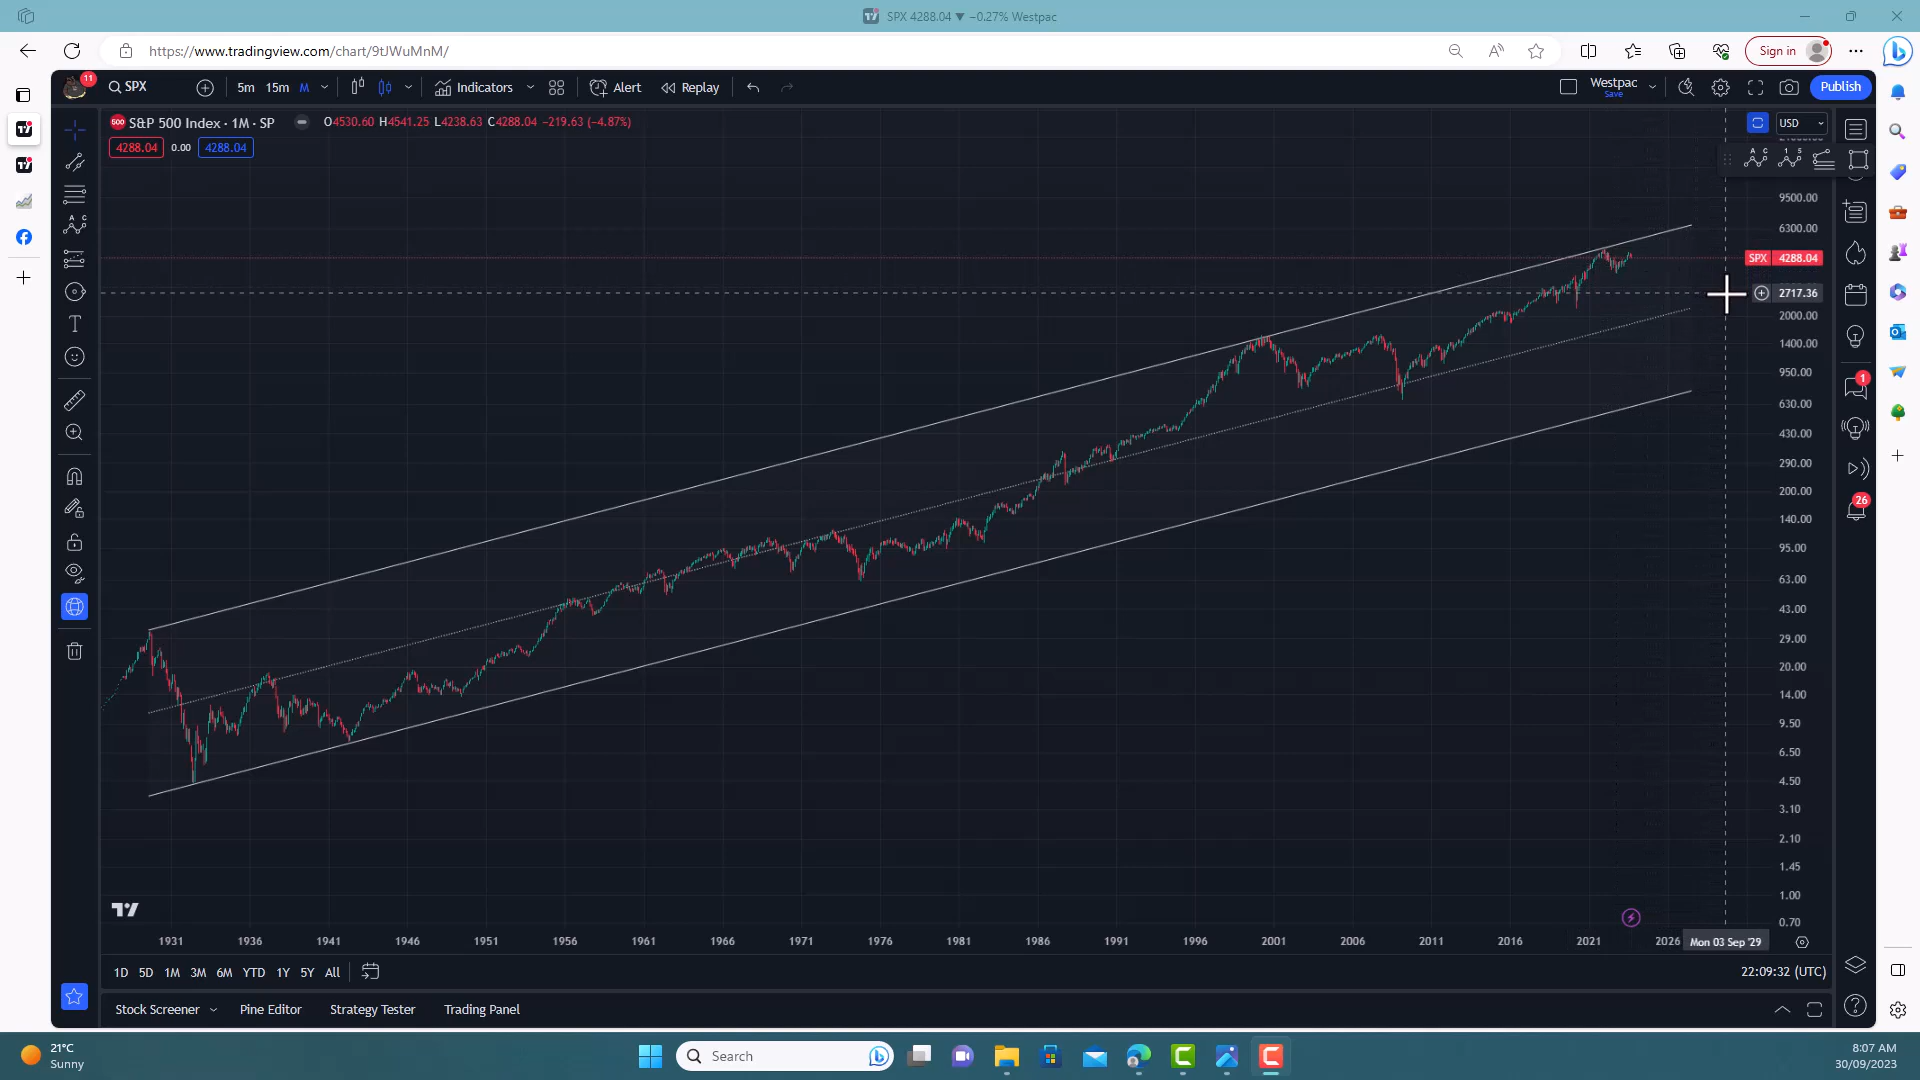 SPX 4288.04 ▼ −0.27% Westpac
https://www.tradingview.com/chart/9tJWuMnM/
Sign in
11
SPX
5m 15m M
Indicators
Alert
Replay
Westpac
Save
Publish
S&P 500 Index · 1M · SP
O4530.60 H4541.25 L4238.63 C4288.04 −219.63 (−4.87%)
USD
4288.04 0.00 4288.04
9500.00
6300.00
SPX 4288.04
2717.36
2000.00
1400.00
950.00
630.00
430.00
290.00
200.00
140.00
95.00
63.00
43.00
29.00
20.00
14.00
9.50
6.50
4.50
3.10
2.10
1.45
1.00
0.70
1
26
1931 1936 1941 1946 1951 1956 1961 1966 1971 1976 1981 1986 1991 1996 2001 2006 2011 2016 2021 2026 Mon 03 Sep '29
1D 5D 1M 3M 6M YTD 1Y 5Y All
22:09:32 (UTC)
Stock Screener Pine Editor Strategy Tester Trading Panel
21°C
Sunny
Search
8:07 AM
30/09/2023